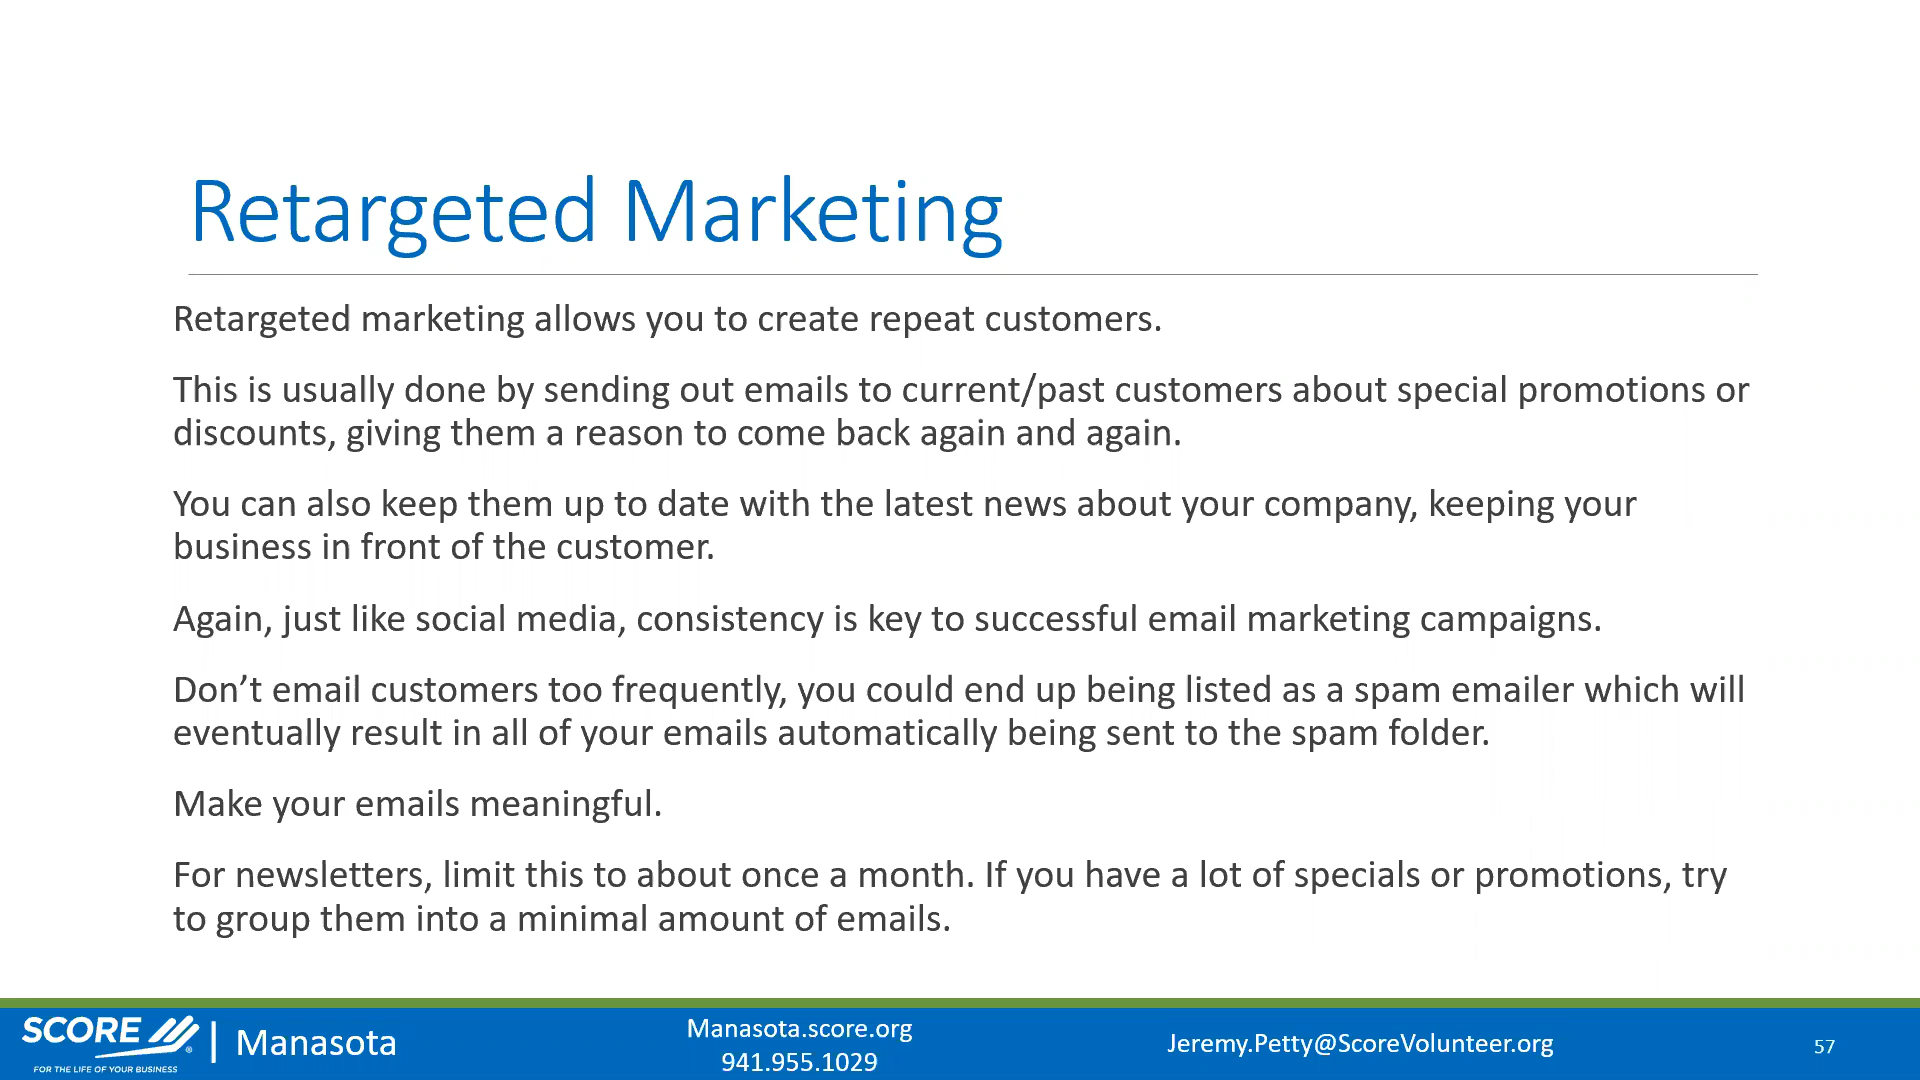 Retargeted Marketing
Retargeted marketing allows you to create repeat customers.
This is usually done by sending out emails to current/past customers about special promotions or
discounts, giving them a reason to come back again and again.
You can also keep them up to date with the latest news about your company, keeping your
business in front of the customer.
Again, just like social media, consistency is key to successful email marketing campaigns.
Don’t email customers too frequently, you could end up being listed as a spam emailer which will
eventually result in all of your emails automatically being sent to the spam folder.
Make your emails meaningful.
For newsletters, limit this to about once a month. If you have a lot of specials or promotions, try
to group them into a minimal amount of emails.
SCORE ® | Manasota
FOR THE LIFE OF YOUR BUSINESS
Manasota.score.org
941.955.1029
Jeremy.Petty@ScoreVolunteer.org
57